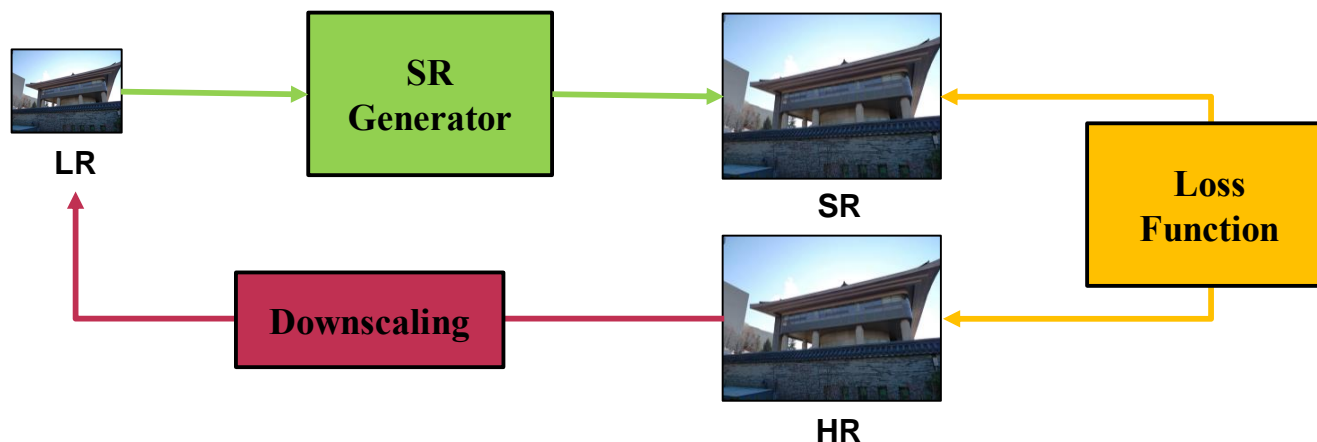 LR
SR
Generator
SR
Loss
Function
Downscaling
HR